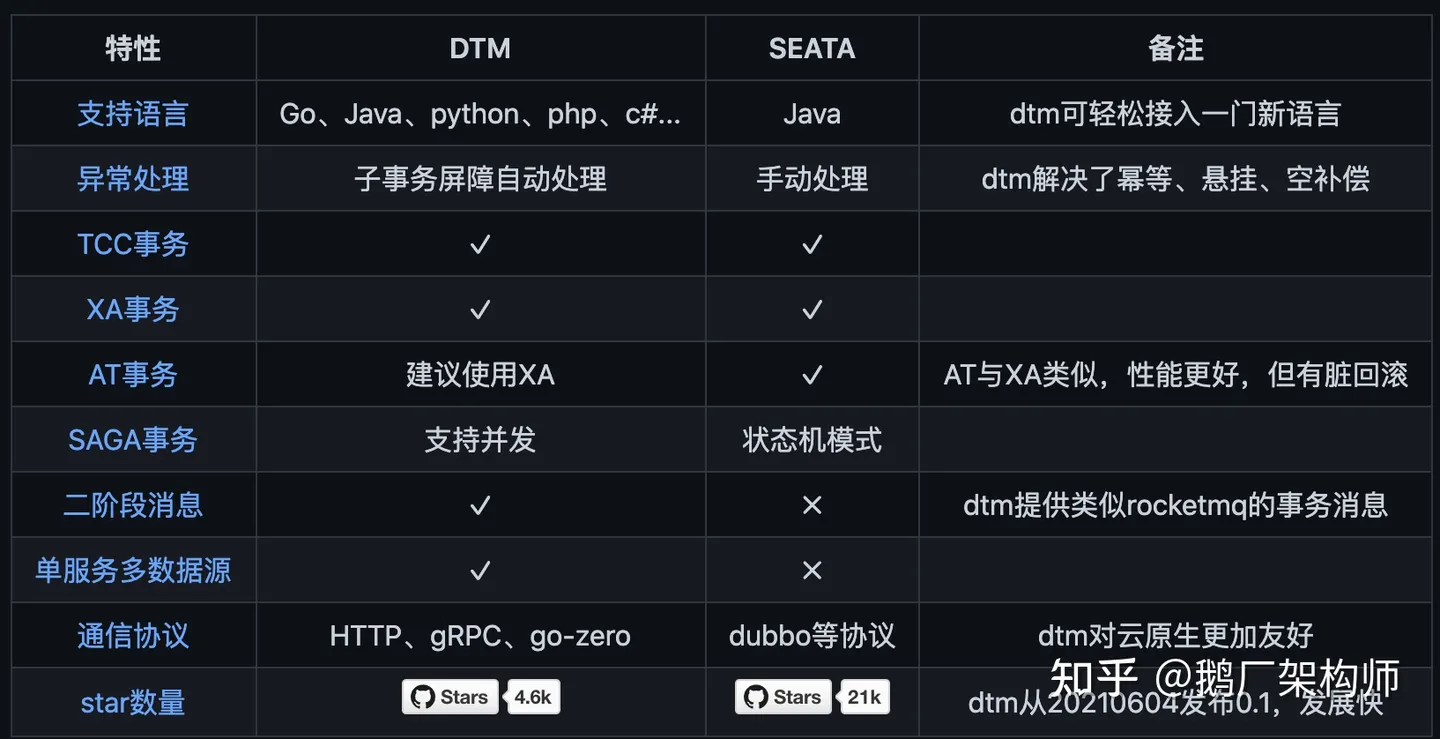 特性 DTM SEATA 备注
支持语言 Go、Java、python、php、c#... Java dtm可轻松接入一门新语言
异常处理 子事务屏障自动处理 手动处理 dtm解决了幂等、悬挂、空补偿
TCC事务 ✓ ✓
XA事务 ✓ ✓
AT事务 建议使用XA ✓ AT与XA类似，性能更好，但有脏回滚
SAGA事务 支持并发 状态机模式
二阶段消息 ✓ ✕ dtm提供类似rocketmq的事务消息
单服务多数据源 ✓ ✕
通信协议 HTTP、gRPC、go-zero dubbo等协议 dtm对云原生更加友好
star数量 Stars 4.6k Stars 21k dtm从20210604发布0.1，发展快
知乎 @鹅厂架构师